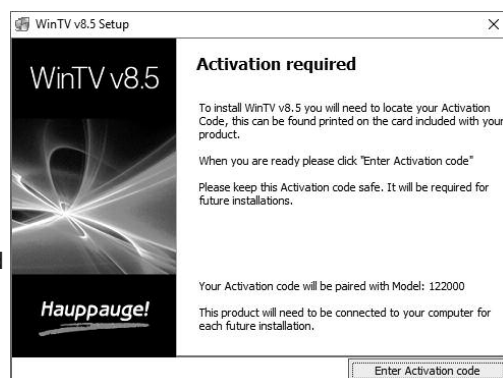 WinTV v8.5 Setup
WinTV v8.5
Activation required
To install WinTV v8.5 you will need to locate your Activation
Code, this can be found printed on the card included with your
product.
When you are ready please click "Enter Activation code"
Please keep this Activation code safe. It will be required for
future installations.
Your Activation code will be paired with Model: 122000
Hauppauge!
This product will need to be connected to your computer for
each future installation.
Enter Activation code